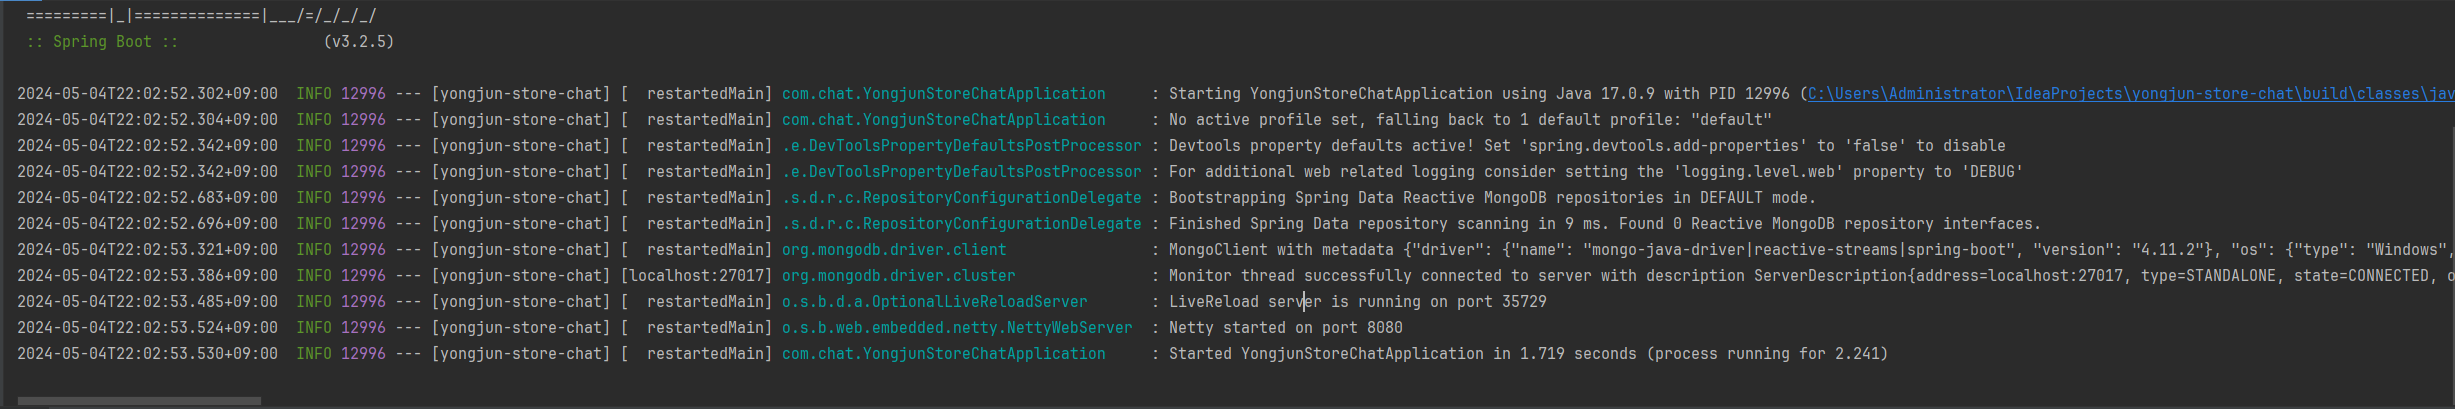 =========|_|==============|___/=/_/_/_/
:: Spring Boot ::                (v3.2.5)
2024-05-04T22:02:52.302+09:00  INFO 12996 --- [yongjun-store-chat] [  restartedMain] com.chat.YongjunStoreChatApplication     : Starting YongjunStoreChatApplication using Java 17.0.9 with PID 12996 (C:\Users\Administrator\IdeaProjects\yongjun-store-chat\build\classes\jav
2024-05-04T22:02:52.304+09:00  INFO 12996 --- [yongjun-store-chat] [  restartedMain] com.chat.YongjunStoreChatApplication     : No active profile set, falling back to 1 default profile: "default"
2024-05-04T22:02:52.342+09:00  INFO 12996 --- [yongjun-store-chat] [  restartedMain] .e.DevToolsPropertyDefaultsPostProcessor : Devtools property defaults active! Set 'spring.devtools.add-properties' to 'false' to disable
2024-05-04T22:02:52.342+09:00  INFO 12996 --- [yongjun-store-chat] [  restartedMain] .e.DevToolsPropertyDefaultsPostProcessor : For additional web related logging consider setting the 'logging.level.web' property to 'DEBUG'
2024-05-04T22:02:52.683+09:00  INFO 12996 --- [yongjun-store-chat] [  restartedMain] .s.d.r.c.RepositoryConfigurationDelegate : Bootstrapping Spring Data Reactive MongoDB repositories in DEFAULT mode.
2024-05-04T22:02:52.696+09:00  INFO 12996 --- [yongjun-store-chat] [  restartedMain] .s.d.r.c.RepositoryConfigurationDelegate : Finished Spring Data repository scanning in 9 ms. Found 0 Reactive MongoDB repository interfaces.
2024-05-04T22:02:53.321+09:00  INFO 12996 --- [yongjun-store-chat] [  restartedMain] org.mongodb.driver.client                : MongoClient with metadata {"driver": {"name": "mongo-java-driver|reactive-streams|spring-boot", "version": "4.11.2"}, "os": {"type": "Windows",
2024-05-04T22:02:53.386+09:00  INFO 12996 --- [yongjun-store-chat] [localhost:27017] org.mongodb.driver.cluster               : Monitor thread successfully connected to server with description ServerDescription{address=localhost:27017, type=STANDALONE, state=CONNECTED, o
2024-05-04T22:02:53.485+09:00  INFO 12996 --- [yongjun-store-chat] [  restartedMain] o.s.b.d.a.OptionalLiveReloadServer       : LiveReload server is running on port 35729
2024-05-04T22:02:53.524+09:00  INFO 12996 --- [yongjun-store-chat] [  restartedMain] o.s.b.web.embedded.netty.NettyWebServer  : Netty started on port 8080
2024-05-04T22:02:53.530+09:00  INFO 12996 --- [yongjun-store-chat] [  restartedMain] com.chat.YongjunStoreChatApplication     : Started YongjunStoreChatApplication in 1.719 seconds (process running for 2.241)